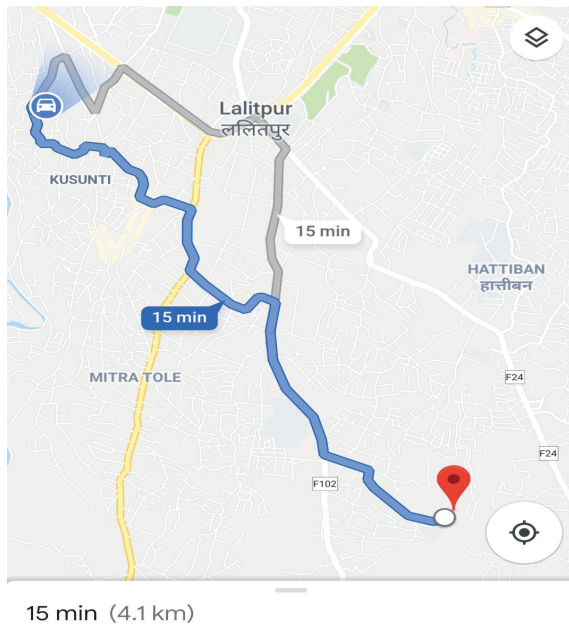 Lalitpur
ललितपुर
KUSUNTI
15 min
HATTIBAN
हात्तीबन
15 min
MITRA TOLE
F24
F24
F102
15 min (4.1 km)